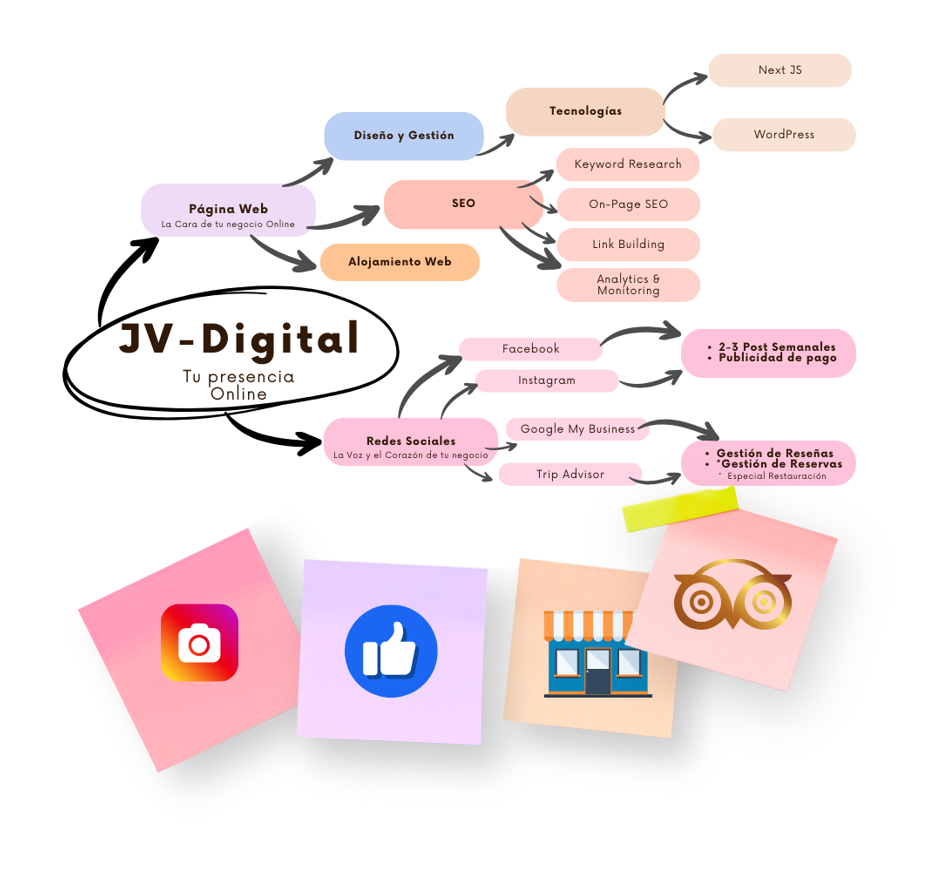 Next JS
Tecnologías
WordPress
Diseño y Gestión
Keyword Research
Página Web
La Cara de tu negocio Online
SEO
On-Page SEO
Link Building
Alojamiento Web
Analytics &
Monitoring
JV-Digital
Tu presencia
Online
Facebook
Instagram
• 2-3 Post Semanales
• Publicidad de pago
Redes Sociales
La Voz y el Corazón de tu negocio
Google My Business
Trip Advisor
• Gestión de Reseñas
• *Gestión de Reservas
* Especial Restauración